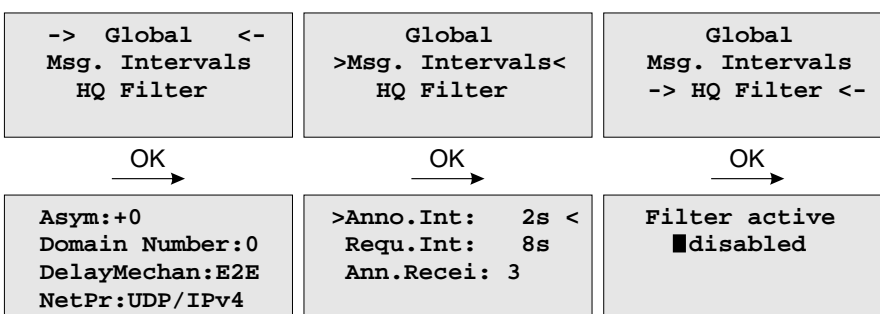 -> Global <-
Msg. Intervals
HQ Filter
Global
>Msg. Intervals<
HQ Filter
Global
Msg. Intervals
-> HQ Filter <-
OK
OK
OK
Asym:+0
Domain Number:0
DelayMechan:E2E
NetPr:UDP/IPv4
>Anno.Int: 2s <
Requ.Int: 8s
Ann.Recei: 3
Filter active
disabled